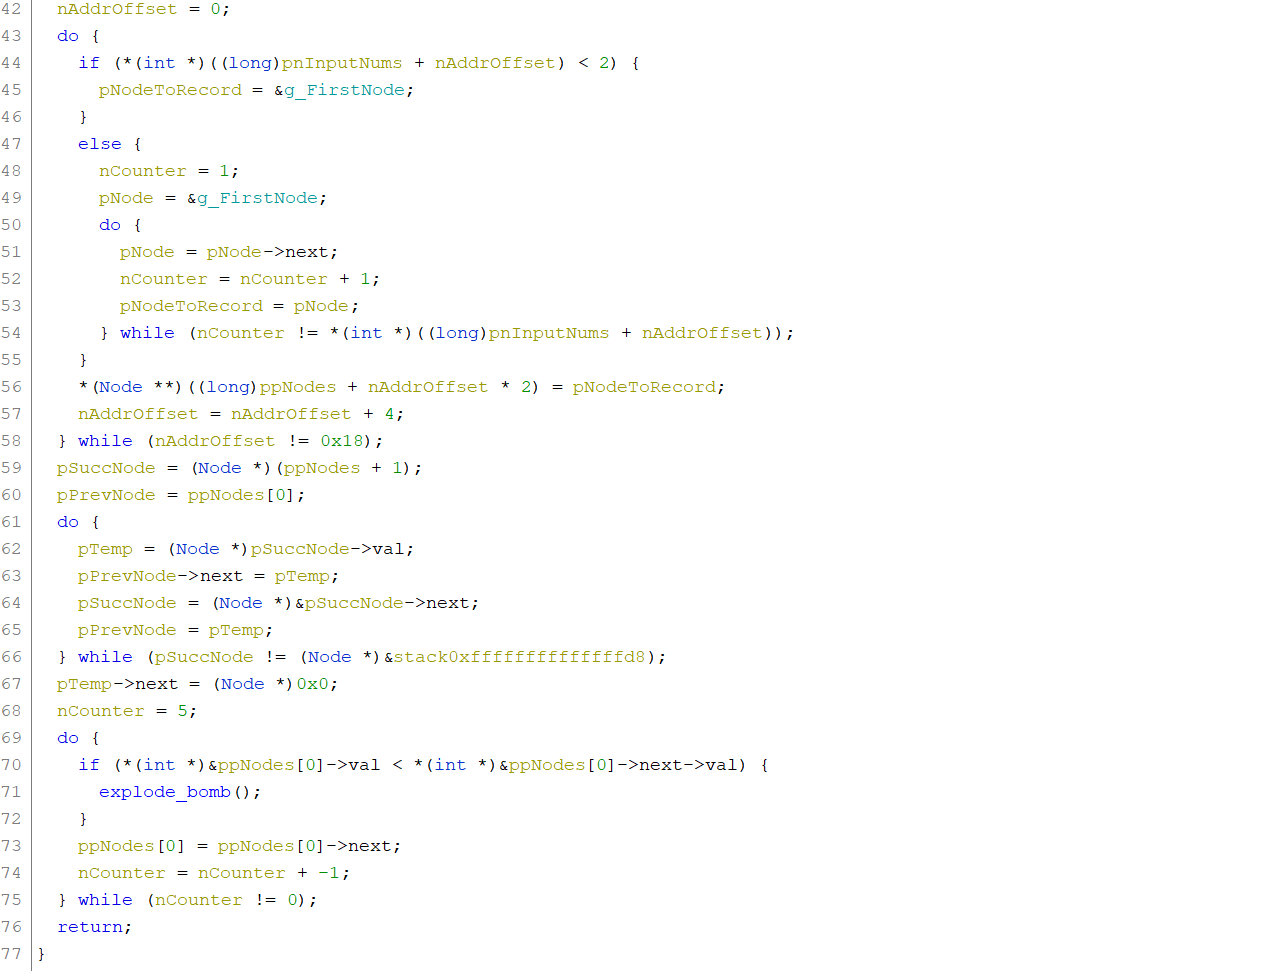 42 nAddrOffset = 0;
43 do {
44 if (*(int *)((long)pnInputNums + nAddrOffset) < 2) {
45 pNodeToRecord = &g_FirstNode;
46 }
47 else {
48 nCounter = 1;
49 pNode = &g_FirstNode;
50 do {
51 pNode = pNode->next;
52 nCounter = nCounter + 1;
53 pNodeToRecord = pNode;
54 } while (nCounter != *(int *)((long)pnInputNums + nAddrOffset));
55 }
56 *(Node **)((long)ppNodes + nAddrOffset * 2) = pNodeToRecord;
57 nAddrOffset = nAddrOffset + 4;
58 } while (nAddrOffset != 0x18);
59 pSuccNode = (Node *)(ppNodes + 1);
60 pPrevNode = ppNodes[0];
61 do {
62 pTemp = (Node *)pSuccNode->val;
63 pPrevNode->next = pTemp;
64 pSuccNode = (Node *)&pSuccNode->next;
65 pPrevNode = pTemp;
66 } while (pSuccNode != (Node *)&stack0xffffffffffffffd8);
67 pTemp->next = (Node *)0x0;
68 nCounter = 5;
69 do {
70 if (*(int *)&ppNodes[0]->val < *(int *)&ppNodes[0]->next->val) {
71 explode_bomb();
72 }
73 ppNodes[0] = ppNodes[0]->next;
74 nCounter = nCounter + -1;
75 } while (nCounter != 0);
76 return;
77 }